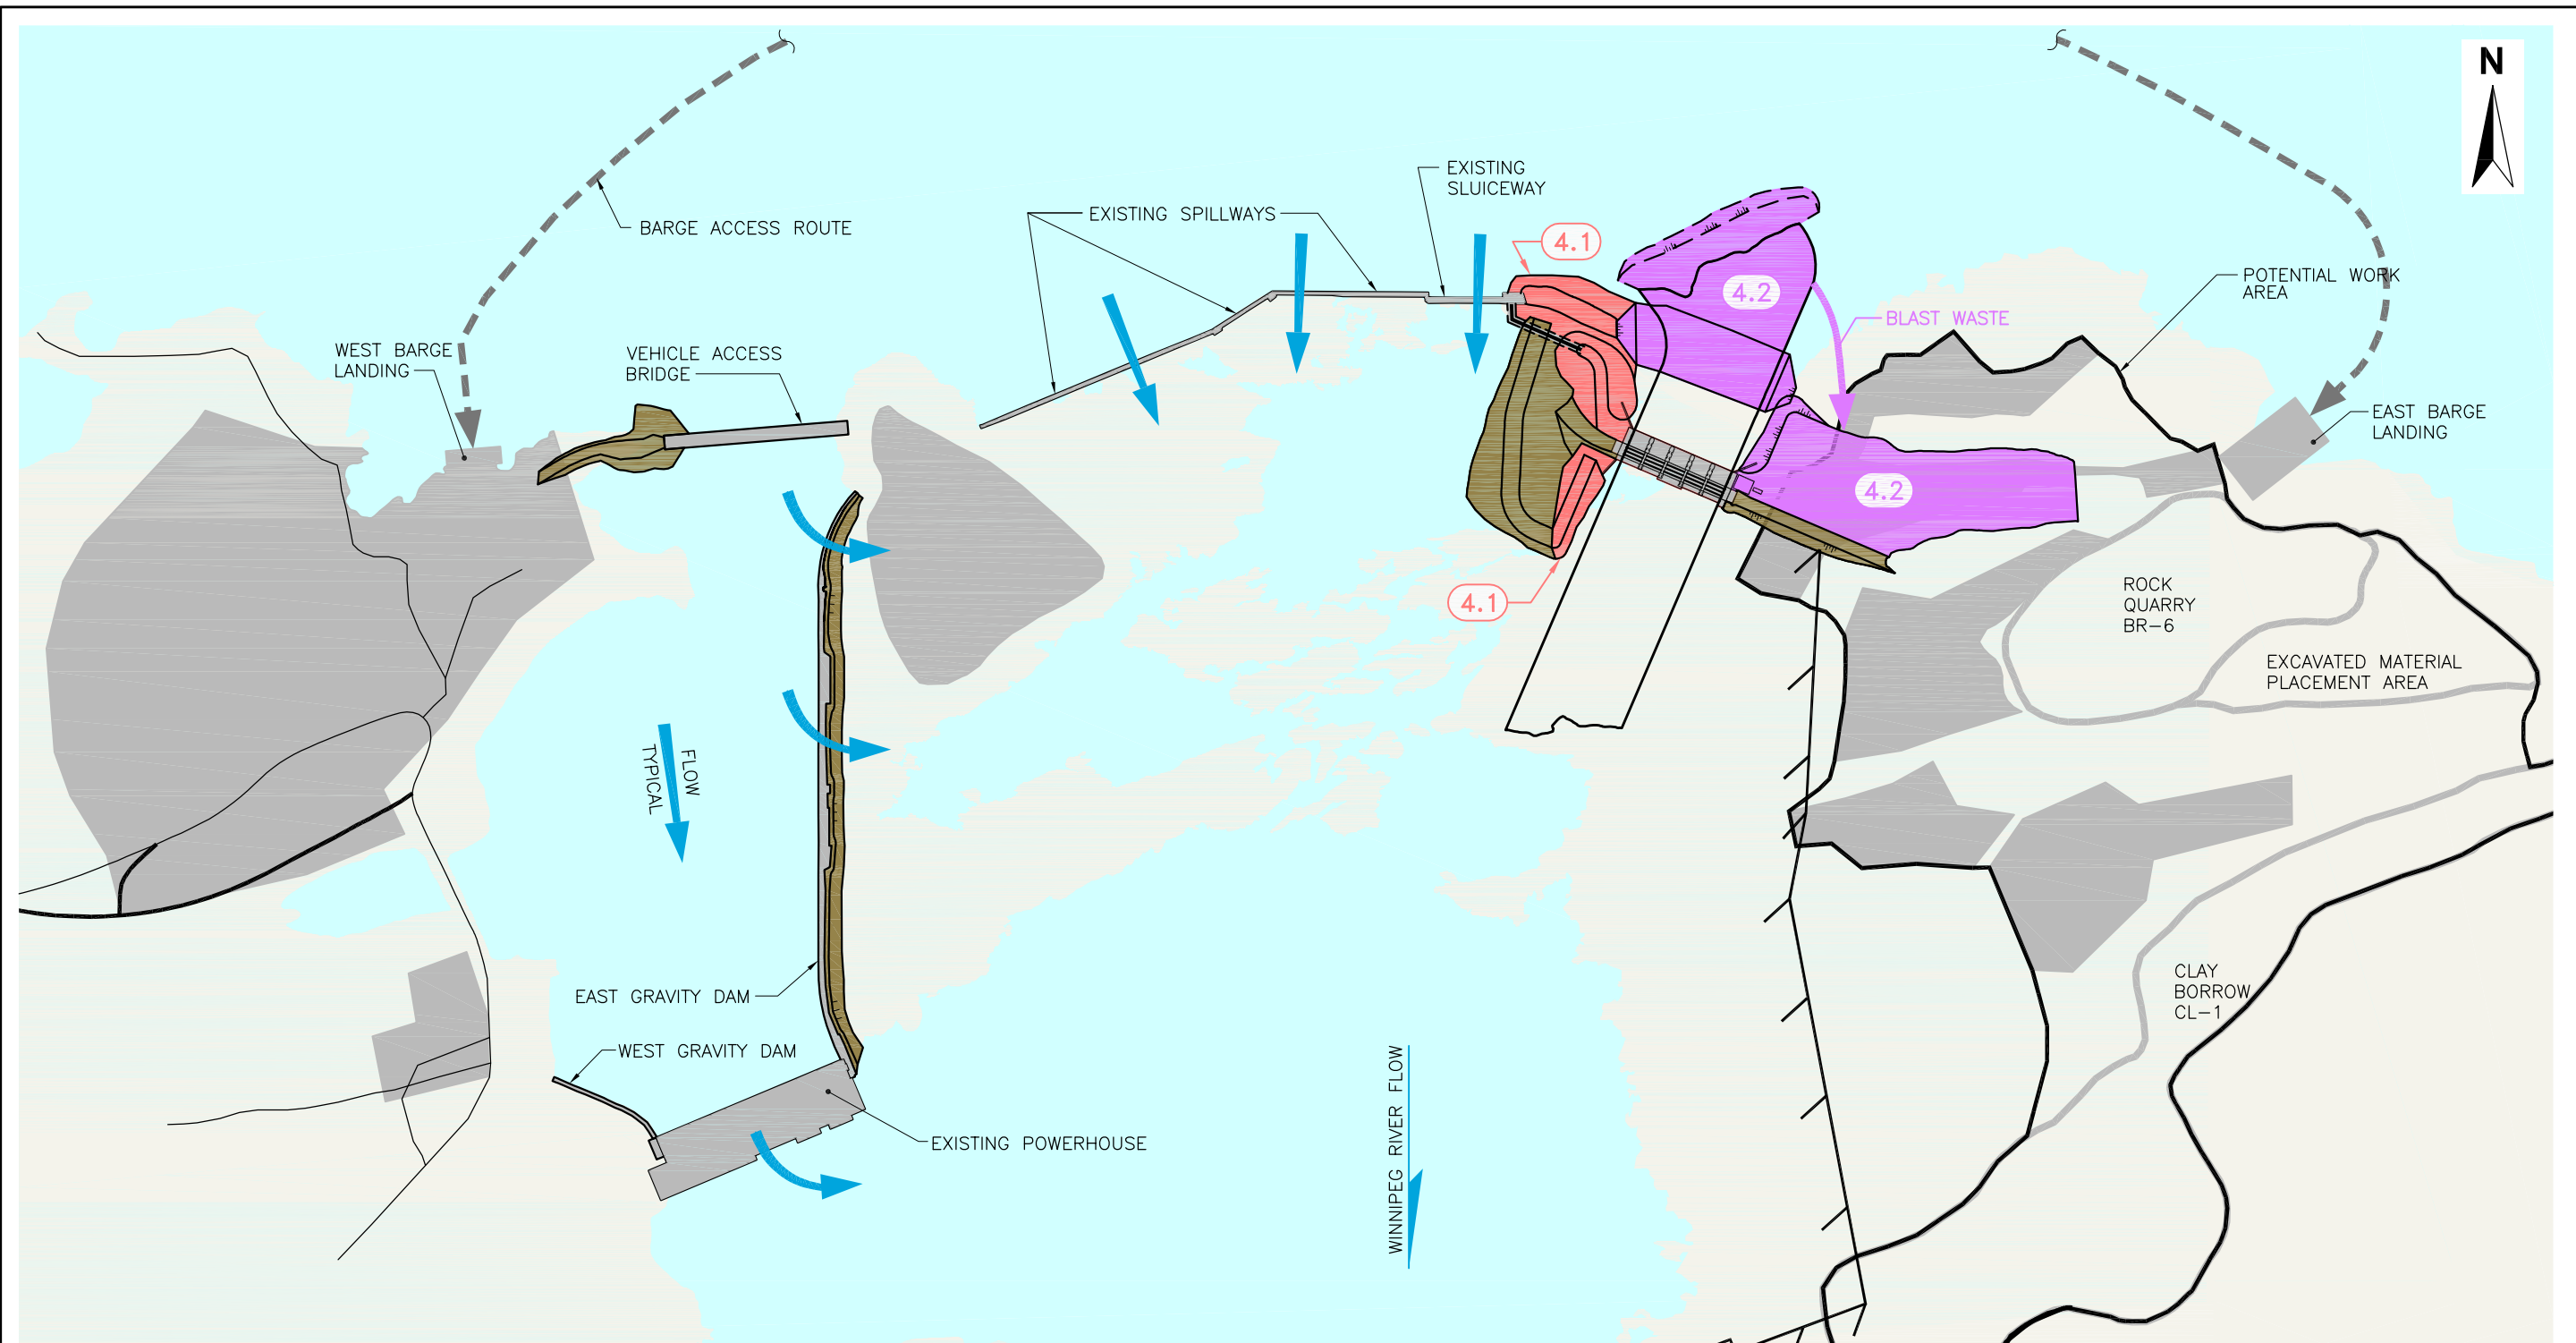 N
EXISTING
SLUICEWAY
EXISTING SPILLWAYS
4.1
BARGE ACCESS ROUTE
POTENTIAL WORK
AREA
4.2
BLAST WASTE
WEST BARGE
LANDING
VEHICLE ACCESS
BRIDGE
EAST BARGE
LANDING
4.2
4.1
ROCK
QUARRY
BR-6
EXCAVATED MATERIAL
PLACEMENT AREA
FLOW
TYPICAL
CLAY
BORROW
CL-1
EAST GRAVITY DAM
WEST GRAVITY DAM
EXISTING POWERHOUSE
WINNIPEG RIVER FLOW